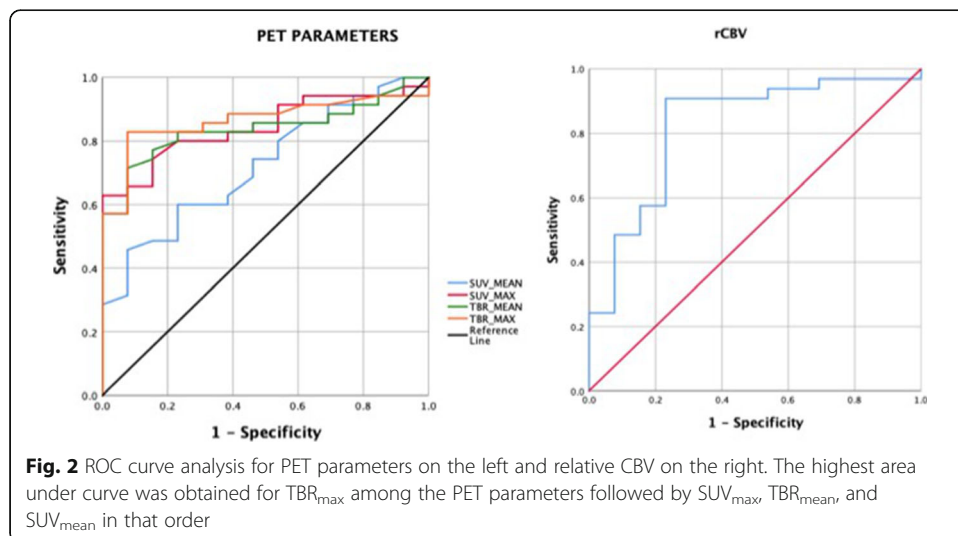 PET PARAMETERS
1.0
0.8
0.6
0.4
0.2
0.0
Sensitivity
0.0 0.2 0.4 0.6 0.8 1.0
1 - Specificity
SUV_MEAN
SUV_MAX
TBR_MEAN
TBR_MAX
Reference
Line
rCBV
1.0
0.8
0.6
0.4
0.2
0.0
Sensitivity
0.0 0.2 0.4 0.6 0.8 1.0
1 - Specificity
Fig. 2 ROC curve analysis for PET parameters on the left and relative CBV on the right. The highest area
under curve was obtained for TBRmax among the PET parameters followed by SUVmax, TBRmean, and
SUVmean in that order